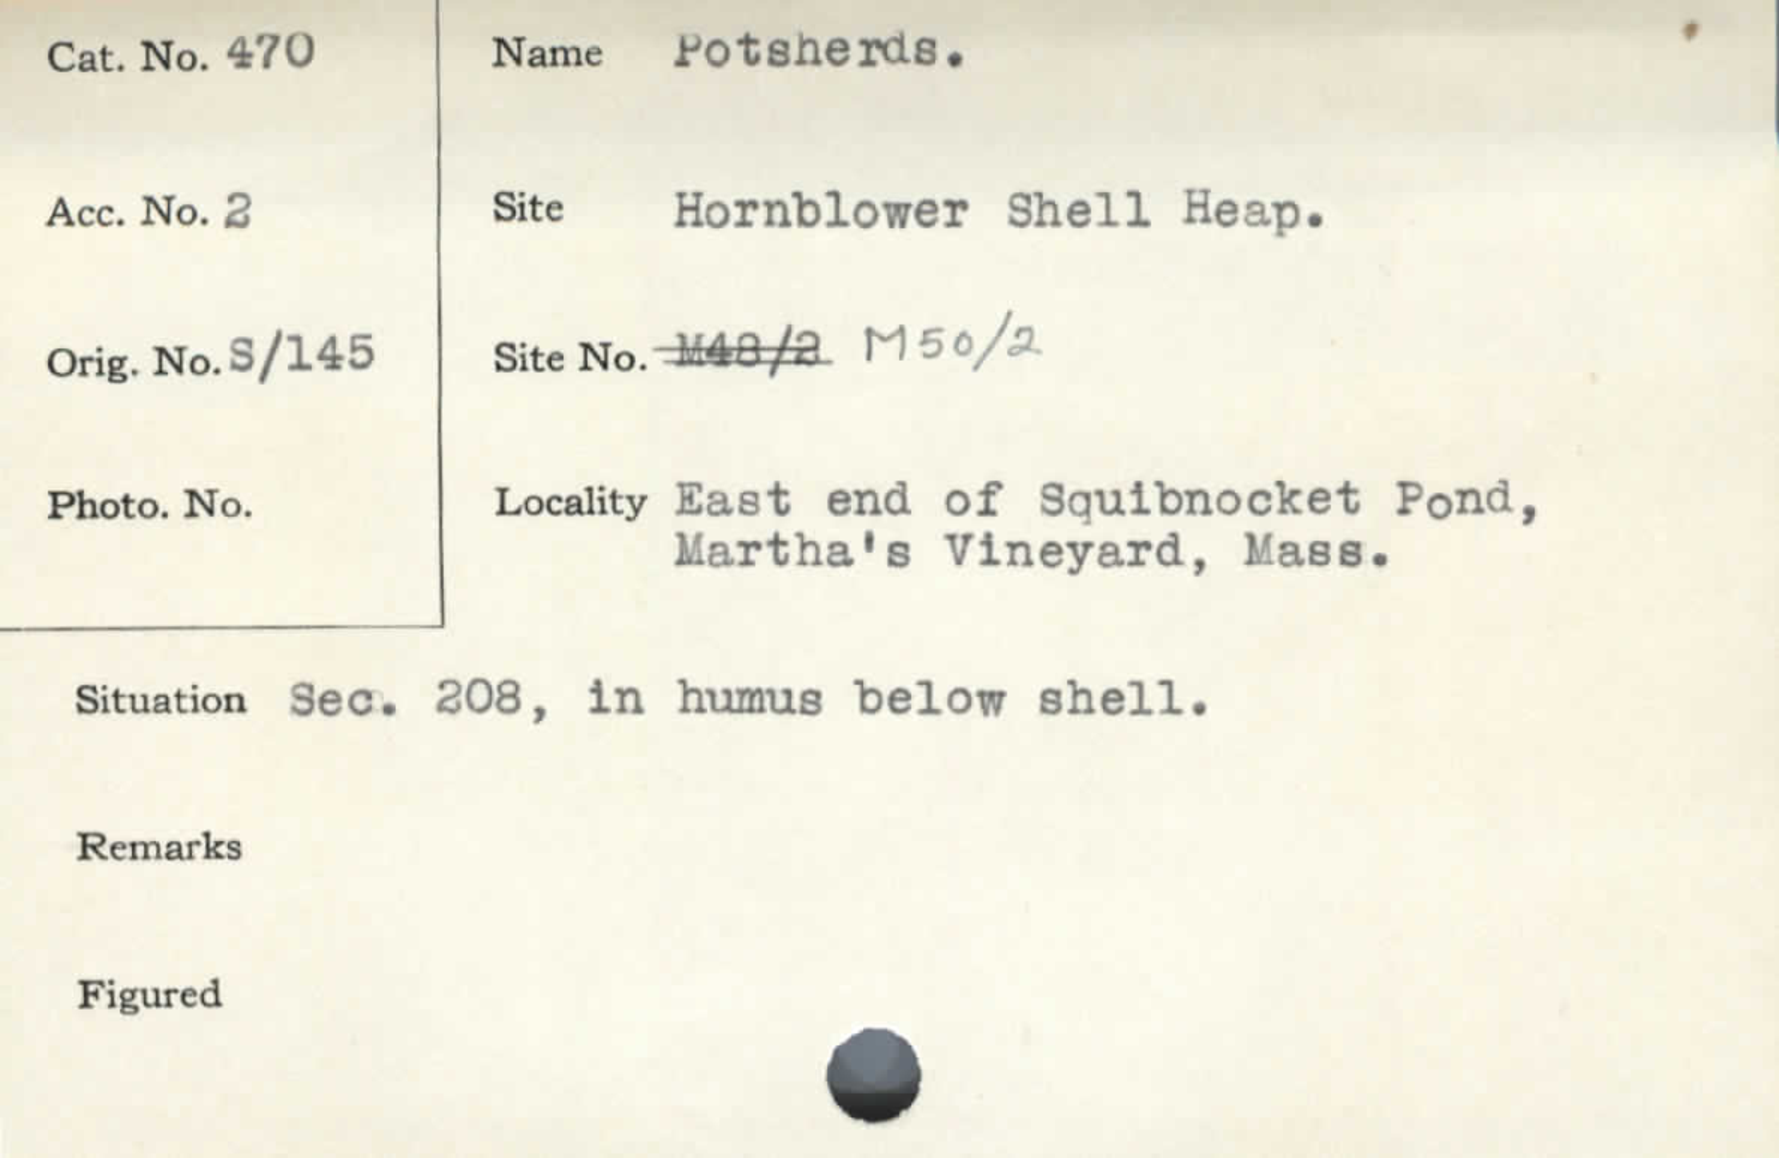 Cat. No. 470
Name Potsherds.
Acc. No. 2
Site Hornblower Shell Heap.
Orig. No. S/145
Site No. M48/2 M50/2
Photo. No.
Locality East end of Squibnocket Pond,
Martha's Vineyard, Mass.
Situation Sec. 208, in humus below shell.
Remarks
Figured